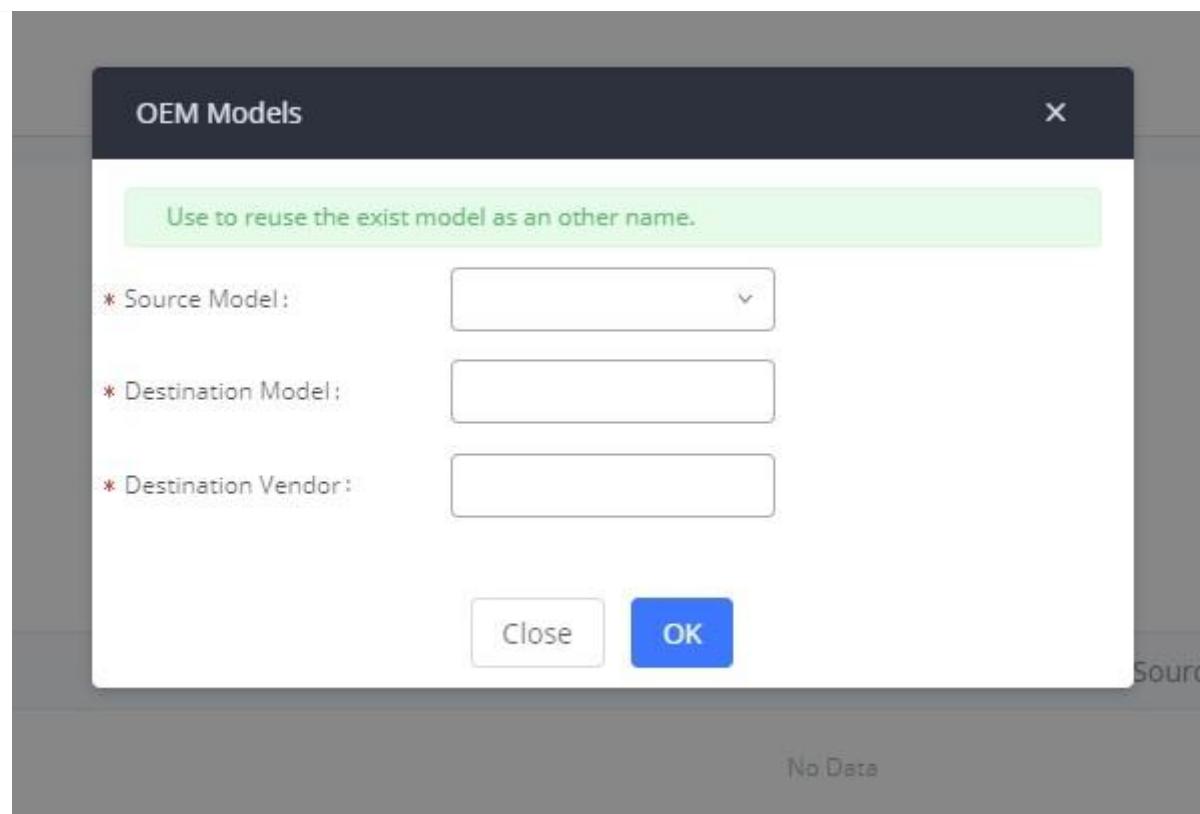 OEM Models
Use to reuse the exist model as an other name.
* Source Model:
* Destination Model:
* Destination Vendor:
Close OK
No Data